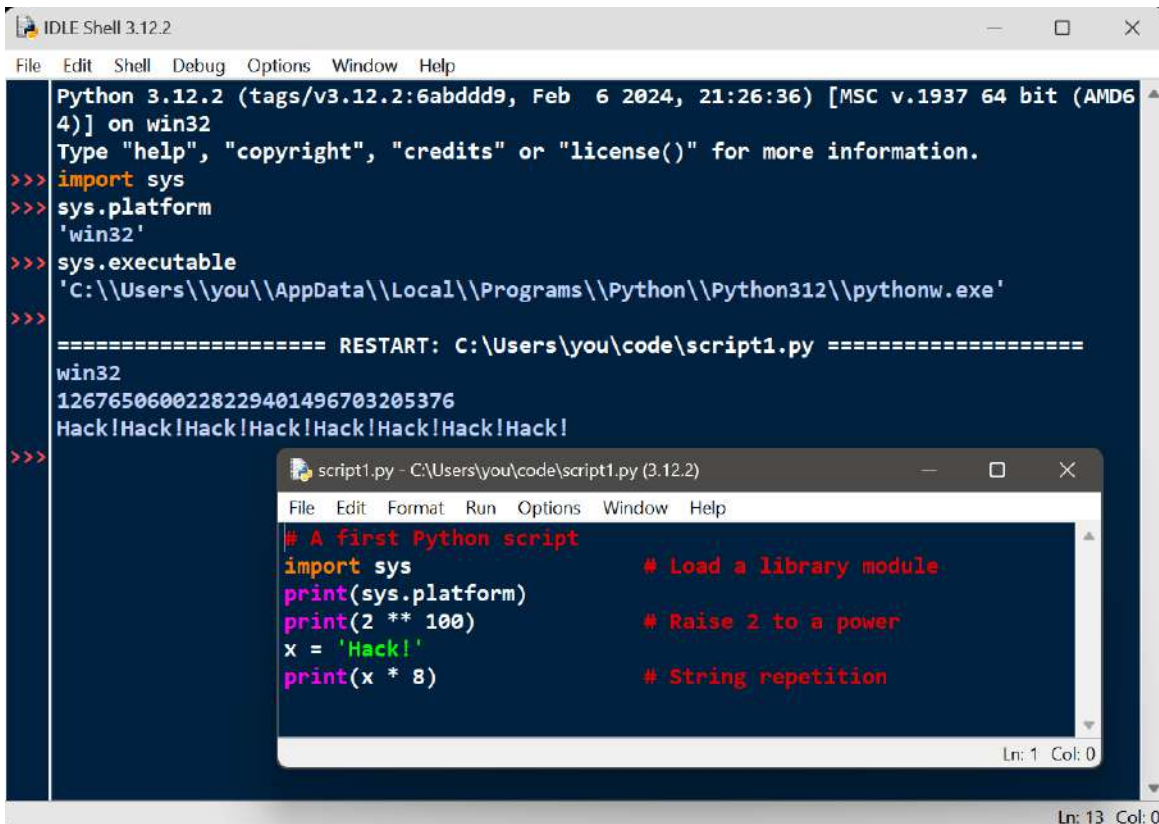 IDLE Shell 3.12.2
File Edit Shell Debug Options Window Help
Python 3.12.2 (tags/v3.12.2:6abddd9, Feb  6 2024, 21:26:36) [MSC v.1937 64 bit (AMD6
4)] on win32
Type "help", "copyright", "credits" or "license()" for more information.
>>> import sys
>>> sys.platform
'win32'
>>> sys.executable
'C:\\Users\\you\\AppData\\Local\\Programs\\Python\\Python312\\pythonw.exe'
>>>
===================== RESTART: C:\Users\you\code\script1.py ====================
win32
1267650600228229401496703205376
Hack!Hack!Hack!Hack!Hack!Hack!Hack!Hack!
>>>
script1.py - C:\Users\you\code\script1.py (3.12.2)
File Edit Format Run Options Window Help
# A first Python script
import sys # Load a library module
print(sys.platform)
print(2 ** 100) # Raise 2 to a power
x = 'Hack!'
print(x * 8) # String repetition
Ln: 1 Col: 0
Ln: 13 Col: 0